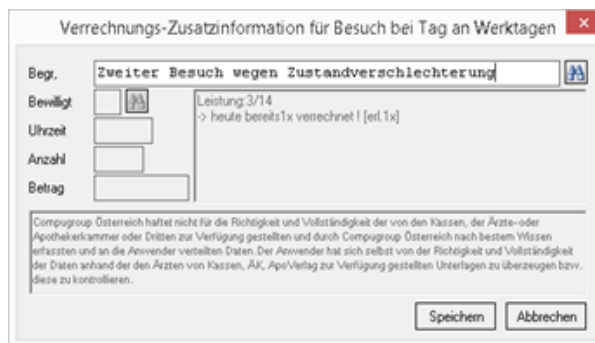 Verrechnungs-Zusatzinformation für Besuch bei Tag an Werktagen
Begr,
Zweiter Besuch wegen Zustandverschlechterung
Bewilligt
Leistung:3/14
-> heute bereits1x verrechnet ! [erl.1x]
Uhrzeit
Anzahl
Betrag
Compugroup Österreich haftet nicht für die Richtigkeit und Vollständigkeit der von den Kassen, der Ärzte- oder
Apothekerkammer oder Dritten zur Verfügung gestellten und durch Compugroup Österreich nach bestem Wissen
erfassten und an die Anwender verteilten Daten.Der Anwender hat sich selbst von der Richtigkeit und Vollständigkeit
der Daten anhand der den Ärzten von Kassen, ÄK, ApoVerlag zur Verfügung gestellten Unterlagen zu überzeugen bzw.
diese zu kontrollieren.
Speichern
Abbrechen